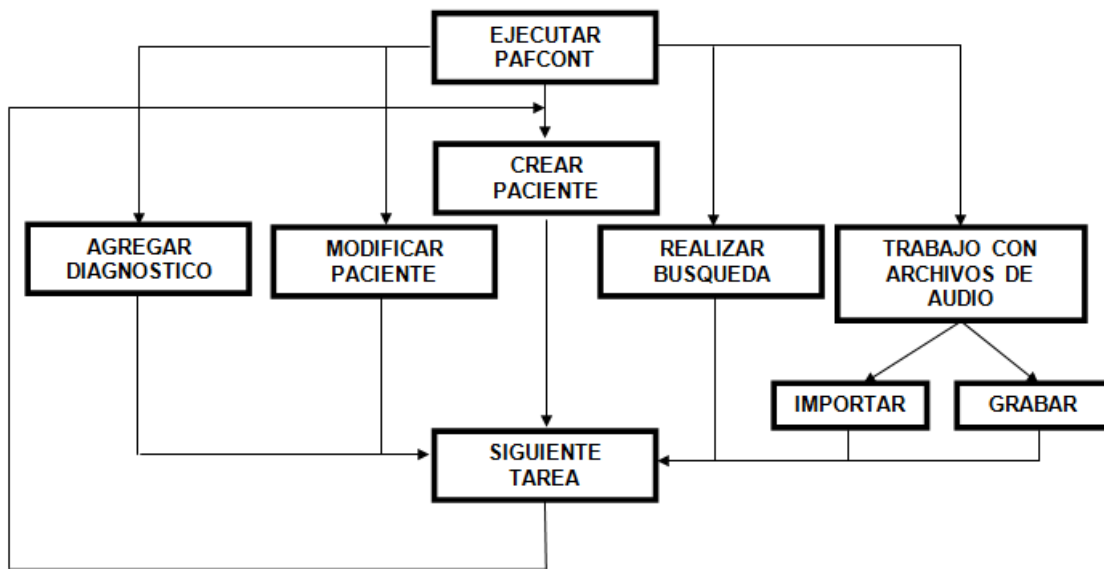 EJECUTAR
PAFCONT
CREAR
PACIENTE
AGREGAR
DIAGNOSTICO
MODIFICAR
PACIENTE
REALIZAR
BUSQUEDA
TRABAJO CON
ARCHIVOS DE
AUDIO
IMPORTAR
GRABAR
SIGUIENTE
TAREA